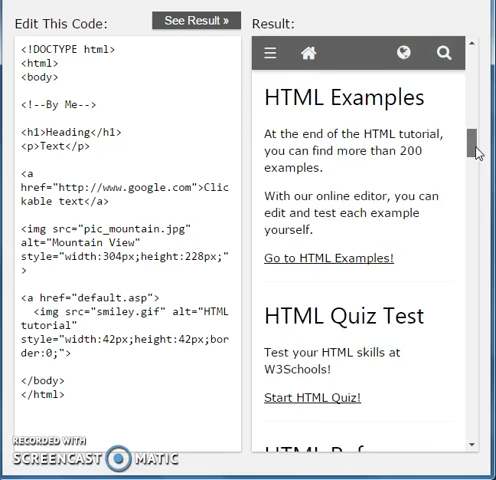 Edit This Code:
See Result »
Result:
<!DOCTYPE html>
<html>
<body>
<!--By Me-->
<h1>Heading</h1>
<p>Text</p>
<a
href="http://www.google.com">Clic
kable text</a>
<img src="pic_mountain.jpg"
alt="Mountain View"
style="width:304px;height:228px;"
>
<a href="default.asp">
<img src="smiley.gif" alt="HTML
tutorial"
style="width:42px;height:42px;bor
der:0;">
</body>
</html>
HTML Examples
At the end of the HTML tutorial,
you can find more than 200
examples.
With our online editor, you can
edit and test each example
yourself.
Go to HTML Examples!
HTML Quiz Test
Test your HTML skills at
W3Schools!
Start HTML Quiz!
HTML
RECORDED WITH
SCREENCAST MATIC